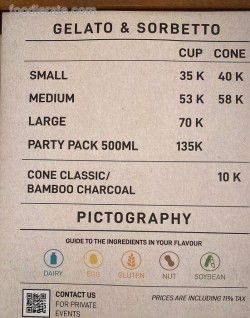 foodiecrate.com
GELATO & SORBETTO
CUP CONE
SMALL 35 K 40 K
MEDIUM 53 K 58 K
LARGE 70 K
PARTY PACK 500ML 135K
CONE CLASSIC/
BAMBOO CHARCOAL 10 K
PICTOGRAPHY
GUIDE TO THE INGREDIENTS IN YOUR FLAVOUR
DAIRY EGG GLUTEN NUT SOYBEAN
CONTACT US
FOR PRIVATE
EVENTS
PRICES ARE INCLUDING 11% TAX